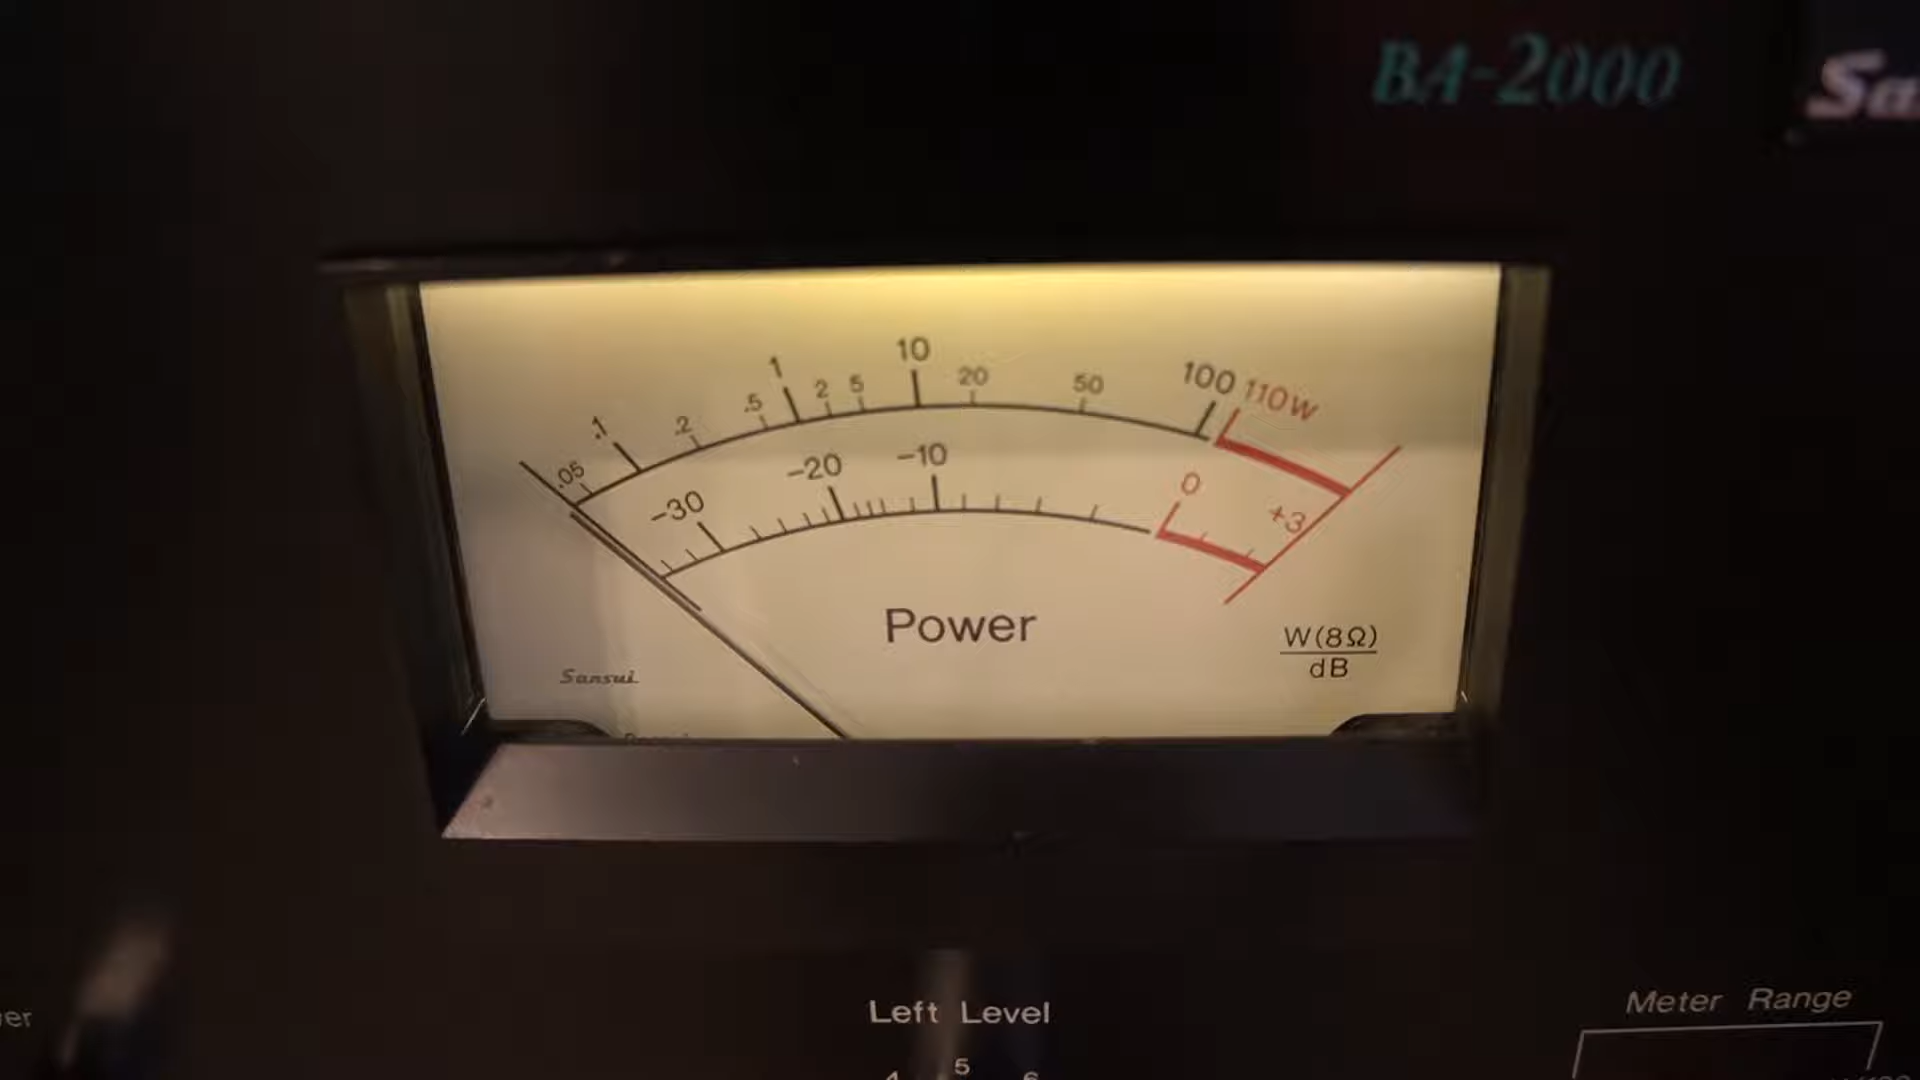 BA-2000
.05 .1 .2 .5 1 2 5 10 20 50 100 110W
-30 -20 -10 0 +3
Power
W(8Ω)
dB
Sansui
Left Level
5
Meter Range